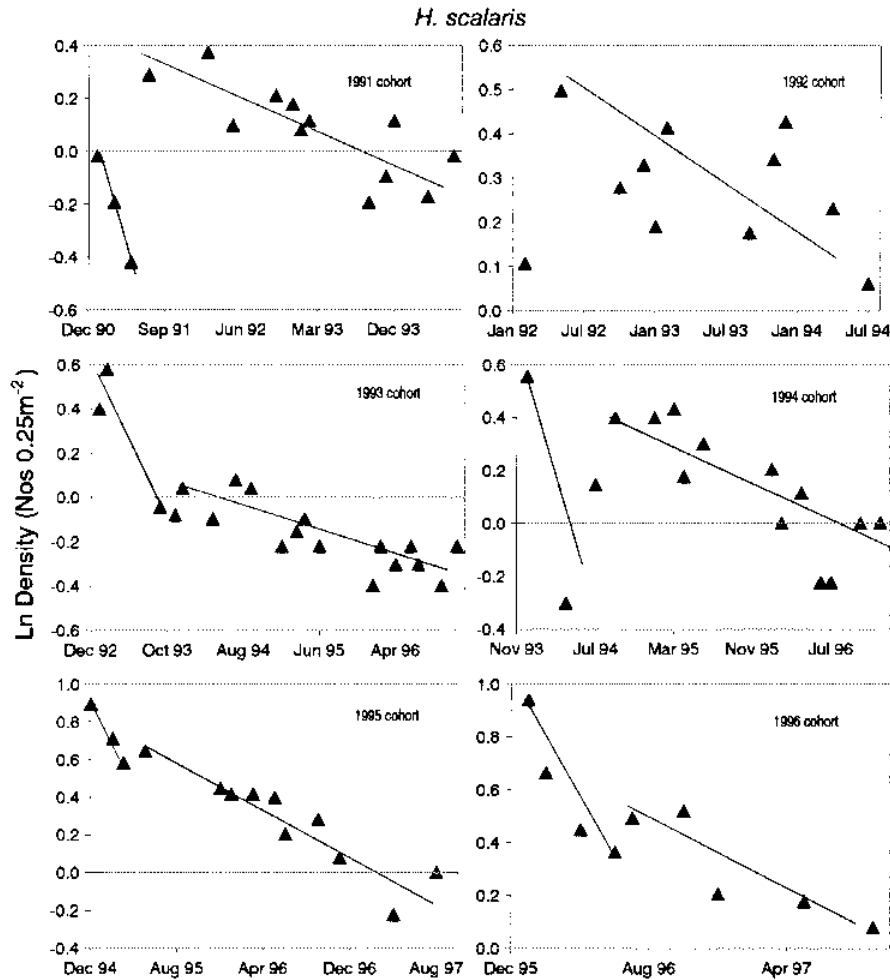 H. scalaris
Ln Density (Nos 0.25m⁻²)
1991 cohort
0.4
0.2
0.0
-0.2
-0.4
-0.6
Dec 90 Sep 91 Jun 92 Mar 93 Dec 93
1992 cohort
0.6
0.5
0.4
0.3
0.2
0.1
0.0
Jan 92 Jul 92 Jan 93 Jul 93 Jan 94 Jul 94
1993 cohort
0.6
0.4
0.2
0.0
-0.2
-0.4
-0.6
Dec 92 Oct 93 Aug 94 Jun 95 Apr 96
1994 cohort
0.6
0.4
0.2
0.0
-0.2
-0.4
Nov 93 Jul 94 Mar 95 Nov 95 Jul 96
1995 cohort
1.0
0.8
0.6
0.4
0.2
0.0
-0.2
-0.4
Dec 94 Aug 95 Apr 96 Dec 96 Aug 97
1996 cohort
1.0
0.8
0.6
0.4
0.2
0.0
Dec 95 Aug 96 Apr 97